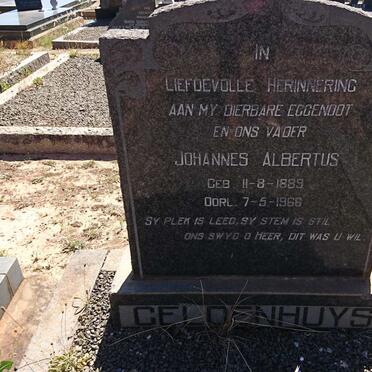 IN
LIEFDEVOLLE HERINNERING
AAN MY DIERBARE EGGENOOT
EN ONS VADER
JOHANNES ALBERTUS
GEB. 11-8-1889
OORL. 7-5-1966
SY PLEK IS LEEG, SY STEM IS STIL
ONS SWYG O HEER, DIT WAS U WIL.
GELDENHUYS